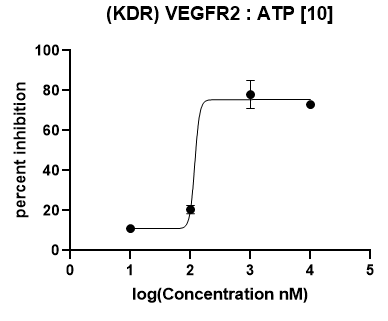 (KDR) VEGFR2 : ATP [10]
percent inhibition
100
80
60
40
20
0
0 1 2 3 4 5
log(Concentration nM)